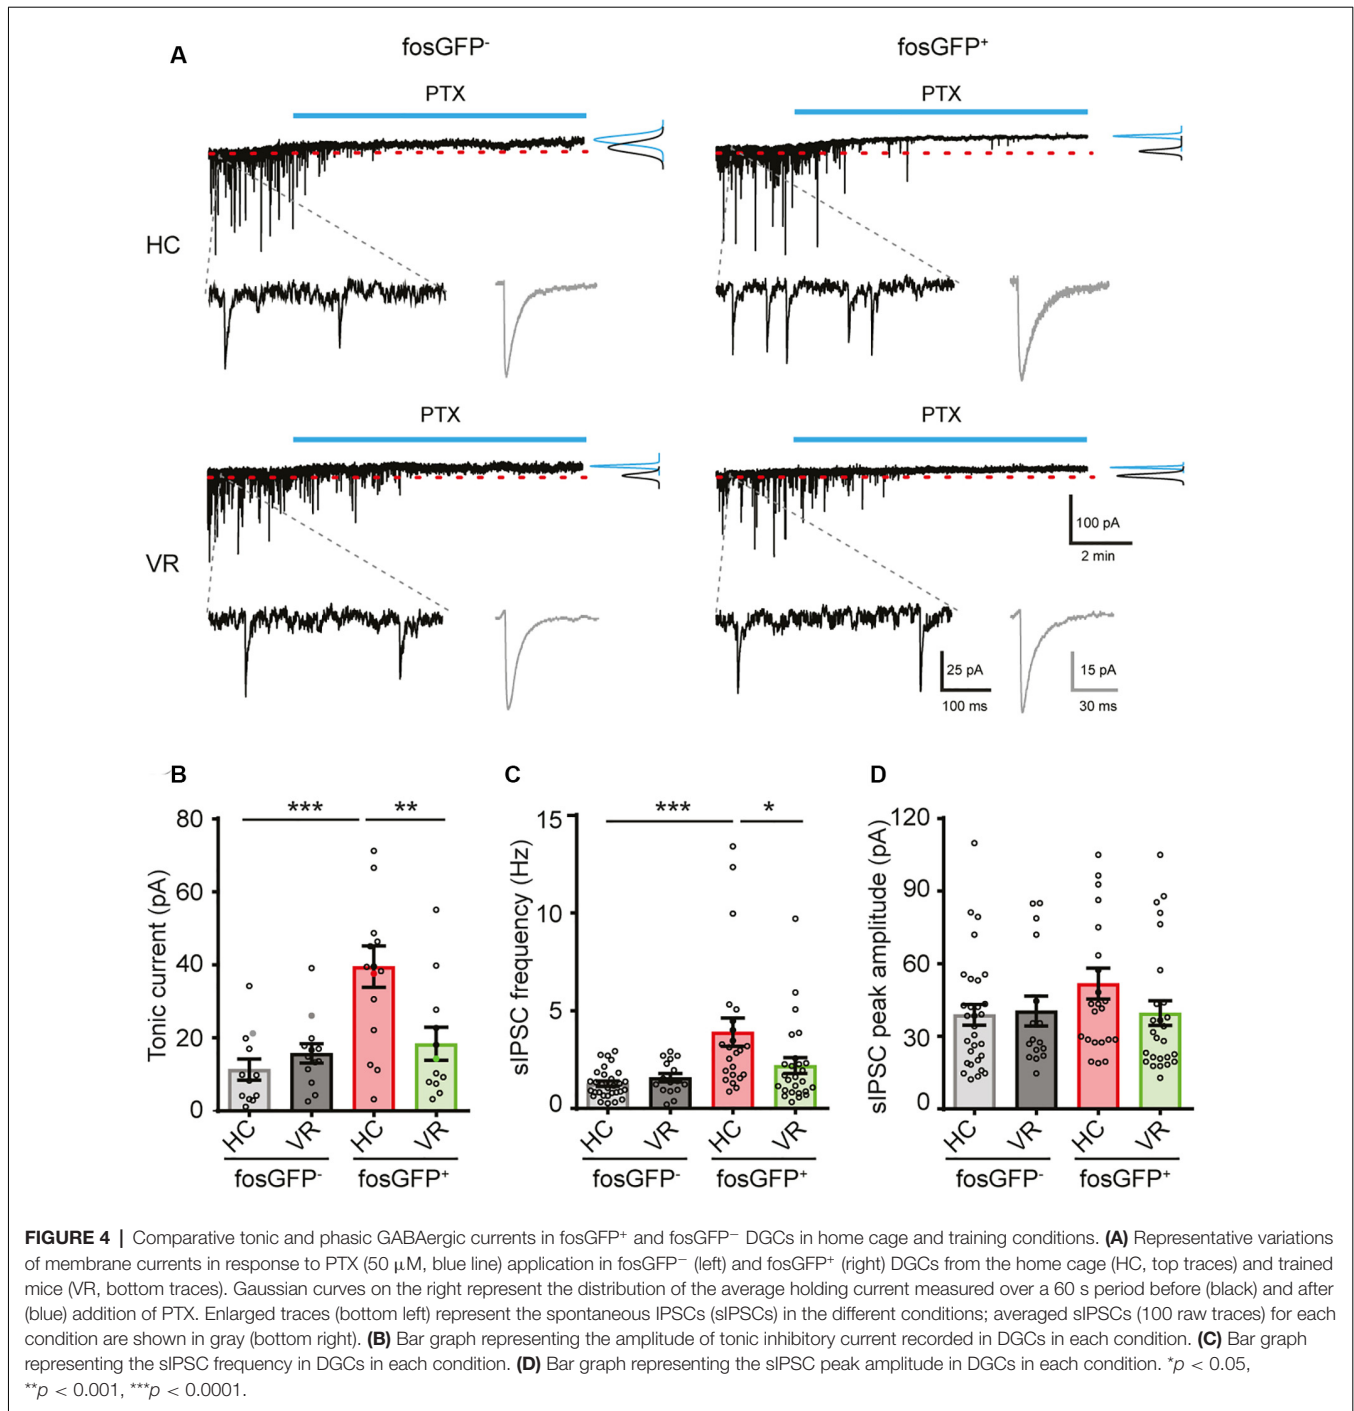 A
fosGFP-
fosGFP+
PTX
PTX
HC
PTX
PTX
VR
100 pA
2 min
25 pA
100 ms
15 pA
30 ms
B
Tonic current (pA)
80
60
40
20
0
***
**
HC
VR
HC
VR
fosGFP-
fosGFP+
C
sIPSC frequency (Hz)
15
10
5
0
***
*
HC
VR
HC
VR
fosGFP-
fosGFP+
D
sIPSC peak amplitude (pA)
120
90
60
30
0
HC
VR
HC
VR
fosGFP-
fosGFP+
FIGURE 4 | Comparative tonic and phasic GABAergic currents in fosGFP+ and fosGFP− DGCs in home cage and training conditions. (A) Representative variations
of membrane currents in response to PTX (50 μM, blue line) application in fosGFP− (left) and fosGFP+ (right) DGCs from the home cage (HC, top traces) and trained
mice (VR, bottom traces). Gaussian curves on the right represent the distribution of the average holding current measured over a 60 s period before (black) and after
(blue) addition of PTX. Enlarged traces (bottom left) represent the spontaneous IPSCs (sIPSCs) in the different conditions; averaged sIPSCs (100 raw traces) for each
condition are shown in gray (bottom right). (B) Bar graph representing the amplitude of tonic inhibitory current recorded in DGCs in each condition. (C) Bar graph
representing the sIPSC frequency in DGCs in each condition. (D) Bar graph representing the sIPSC peak amplitude in DGCs in each condition. *p < 0.05,
**p < 0.001, ***p < 0.0001.